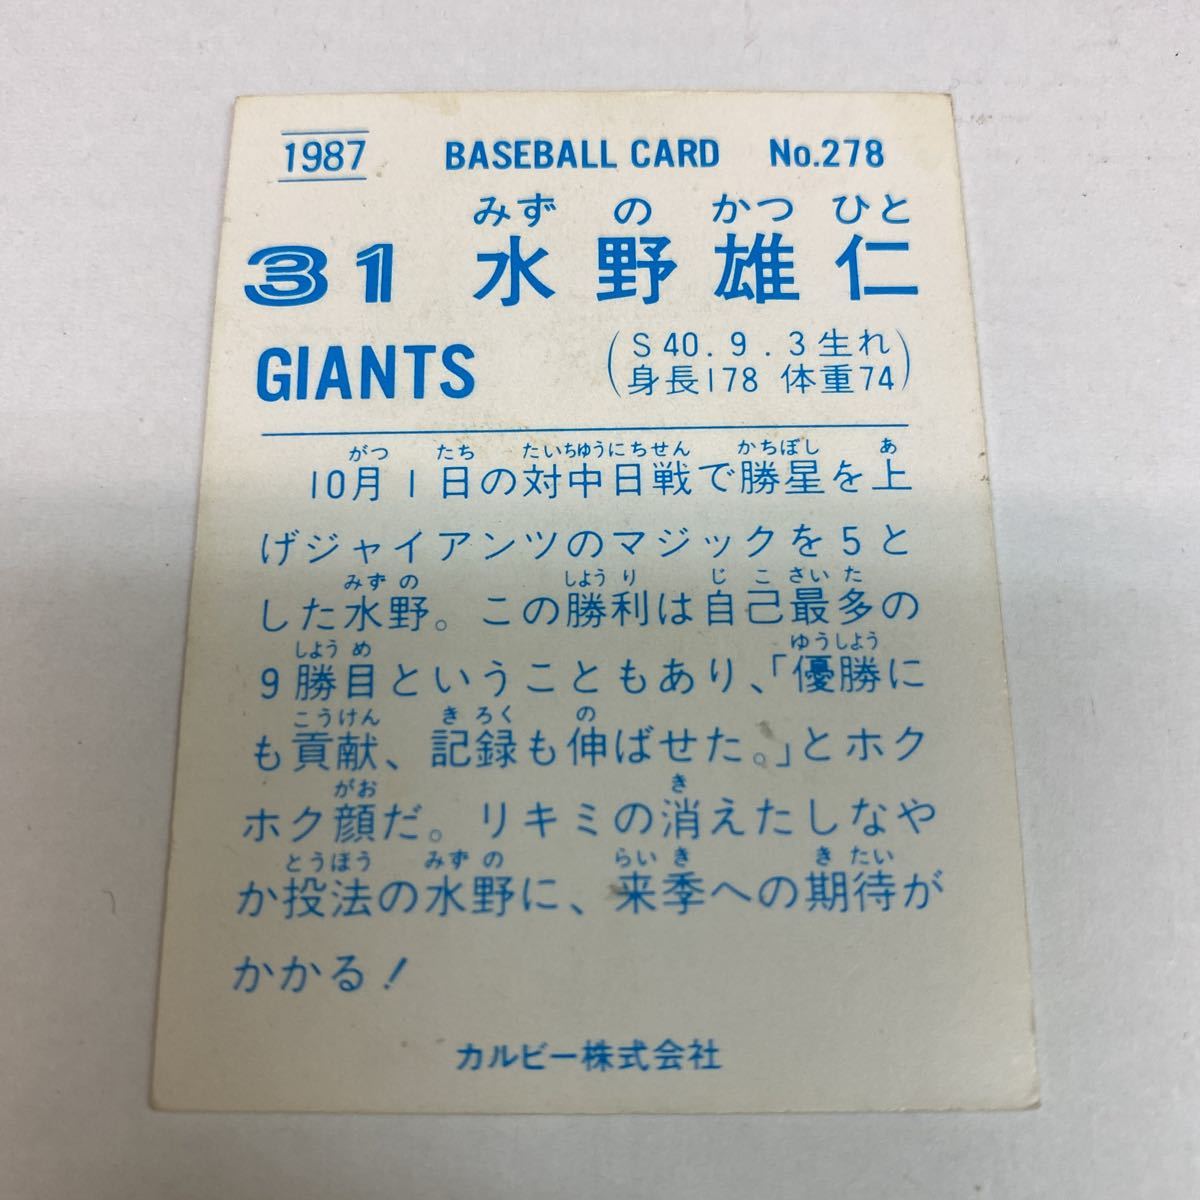 1987 BASEBALL CARD No.278
みずの かつひと
31 水野雄仁
GIANTS
(S40.9.3生れ
身長178 体重74)
がつ たち たいちゆうにちせん かちぼし あ
10月1日の対中日戦で勝星を上
げジャイアンツのマジックを5と
みずの しようり じこさいた
した水野。この勝利は自己最多の
しようめ ゆうしよう
9勝目ということもあり、「優勝に
こうけん きろく の
も貢献、記録も伸ばせた。」とホク
がお き
ホク顔だ。リキミの消えたしなや
とうほう みずの らいき きたい
か投法の水野に、来季への期待が
かかる!
カルビー株式会社